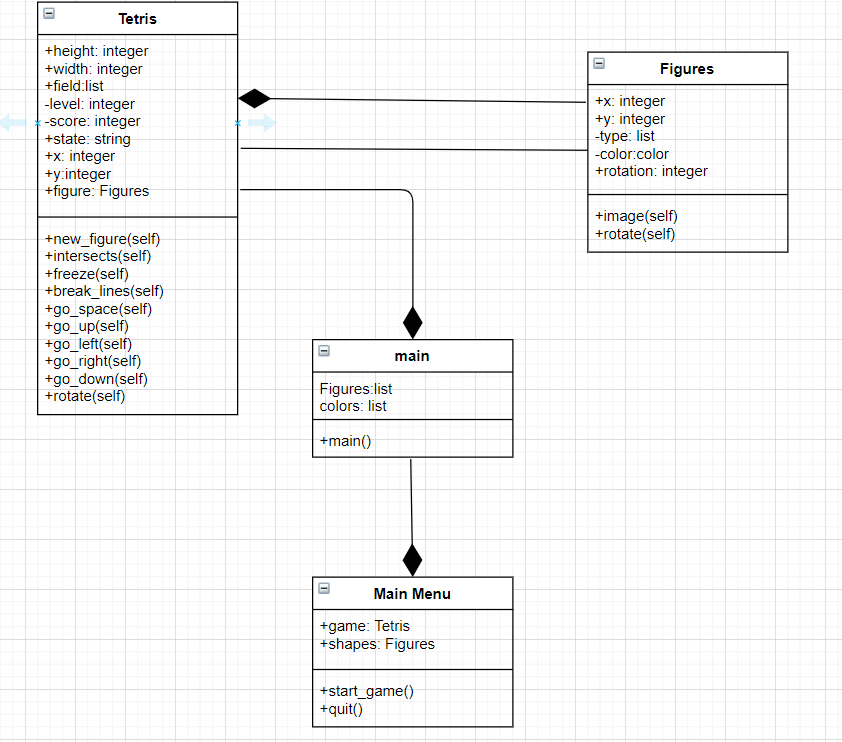 Tetris
+height: integer
+width: integer
+field:list
-level: integer
-score: integer
+state: string
+x: integer
+y:integer
+figure: Figures
+new_figure(self)
+intersects(self)
+freeze(self)
+break_lines(self)
+go_space(self)
+go_up(self)
+go_left(self)
+go_right(self)
+go_down(self)
+rotate(self)
Figures
+x: integer
+y: integer
-type: list
-color:color
+rotation: integer
+image(self)
+rotate(self)
main
Figures:list
colors: list
+main()
Main Menu
+game: Tetris
+shapes: Figures
+start_game()
+quit()